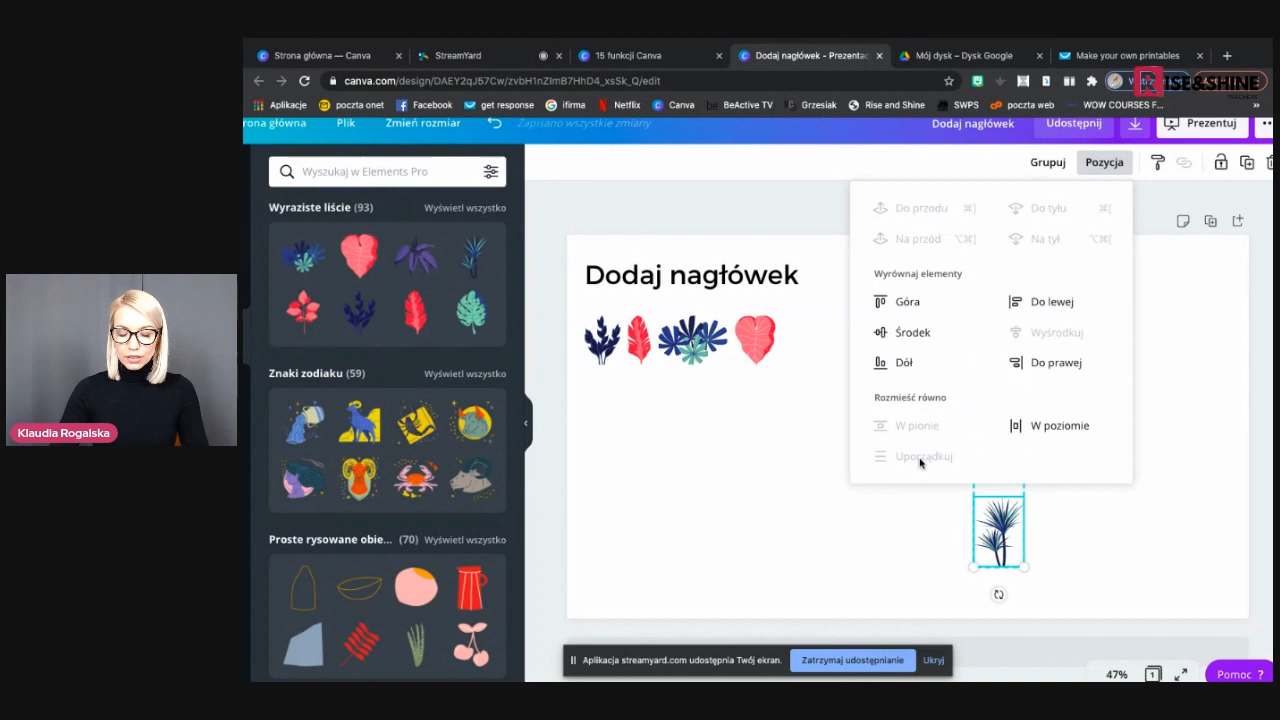 Strona główna — Canva
StreamYard
15 funkcji Canva
Dodaj nagłówek - Prezentac
Mój dysk – Dysk Google
Make your own printables
canva.com/design/DAEY2qJ57Cw/zvbH1nZImB7HhD4_xsSk_Q/edit
ISE&SHINE
TEACHERS
Aplikacje
poczta onet
Facebook
get response
ifirma
Netflix
Canva
BeActive TV
Grzesiak
Rise and Shine
SWPS
poczta web
WOW COURSES F...
»
rona główna
Plik
Zmień rozmiar
Zapisano wszystkie zmiany
Dodaj nagłówek
Udostępnij
Prezentuj
Wyszukaj w Elements Pro
Grupuj
Pozycja
Wyraziste liście (93)
Wyświetl wszystko
Do przodu ⌘]
Do tyłu ⌘[
Na przód ⌥⌘]
Na tył ⌥⌘[
Wyrównaj elementy
Góra
Do lewej
Środek
Wyśrodkuj
Dół
Do prawej
Rozmieść równo
W pionie
W poziomie
Uporządkuj
Dodaj nagłówek
Znaki zodiaku (59)
Wyświetl wszystko
Proste rysowane obie... (70)
Wyświetl wszystko
Klaudia Rogalska
Aplikacja streamyard.com udostępnia Twój ekran.
Zatrzymaj udostępnianie
Ukryj
47%
1
Pomoc ?